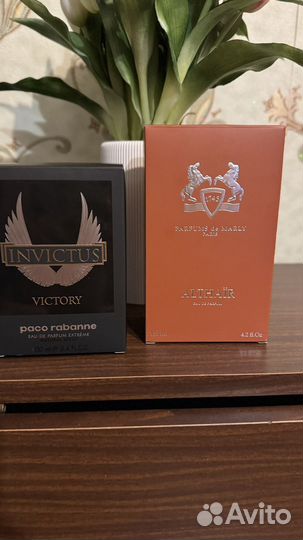 INVICTUS
VICTORY
paco rabanne
EAU DE PARFUM EXTRÊME
1743
PARFUMS de MARLY
PARIS
ALTHAÏR
EAU DE PARFUM
4.2 fl.Oz
Avito